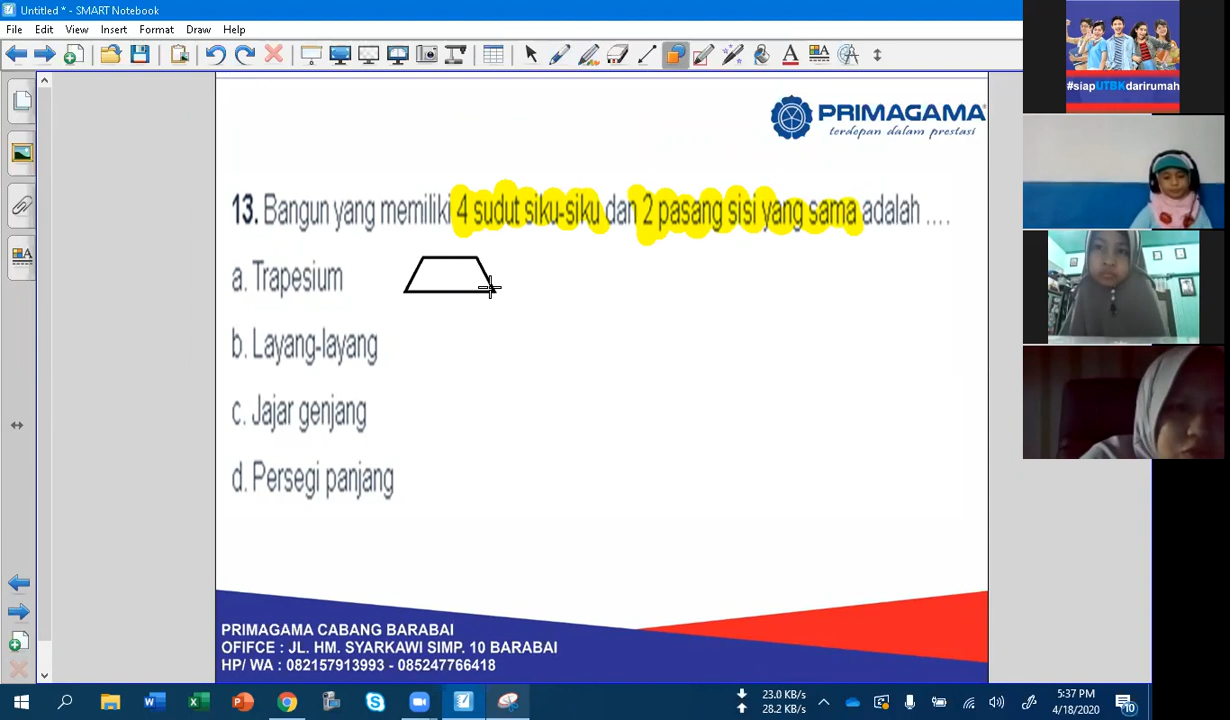 Untitled * - SMART Notebook
File Edit View Insert Format Draw Help
#siapUTBKdarirumah
PRIMAGAMA
terdepan dalam prestasi
13. Bangun yang memiliki 4 sudut siku-siku dan 2 pasang sisi yang sama adalah ....
a. Trapesium
b. Layang-layang
c. Jajar genjang
d. Persegi panjang
PRIMAGAMA CABANG BARABAI
OFIFCE : JL. HM. SYARKAWI SIMP. 10 BARABAI
HP/ WA : 082157913993 - 085247766418
23.0 KB/s
28.2 KB/s
5:37 PM
4/18/2020
10